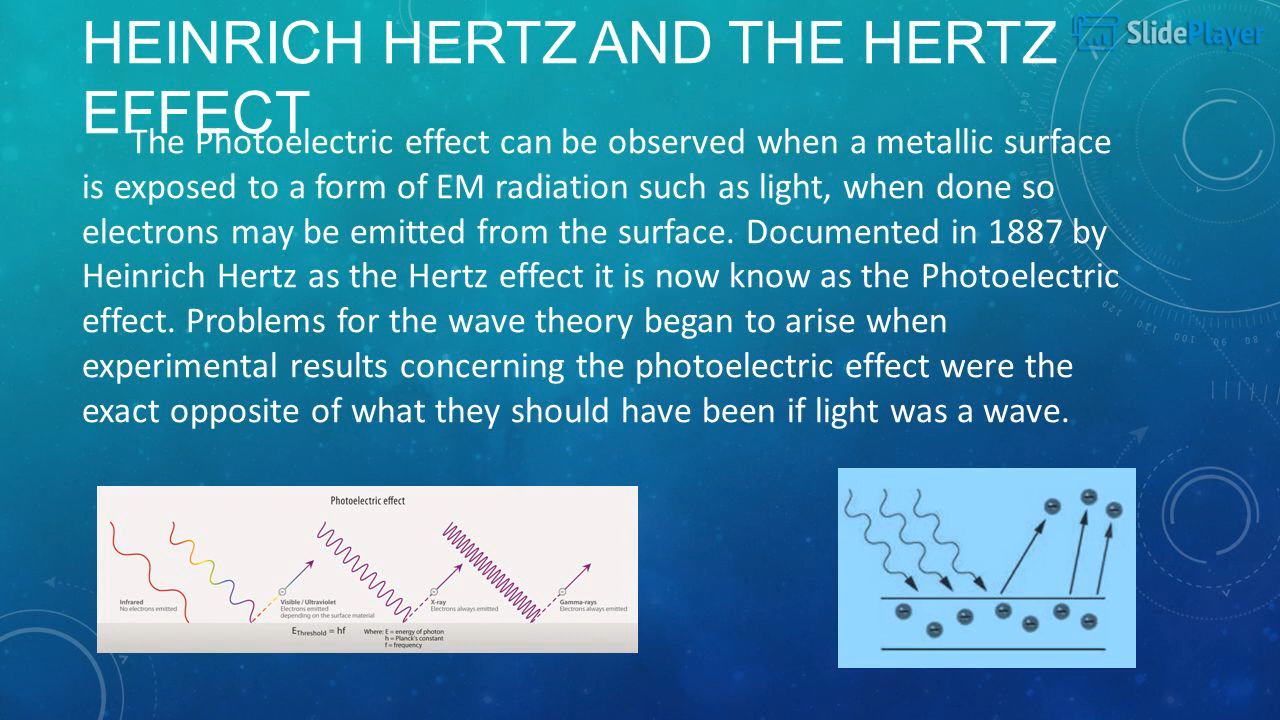 HEINRICH HERTZ AND THE HERTZ
EFFECT
SlidePlayer
The Photoelectric effect can be observed when a metallic surface
is exposed to a form of EM radiation such as light, when done so
electrons may be emitted from the surface. Documented in 1887 by
Heinrich Hertz as the Hertz effect it is now know as the Photoelectric
effect. Problems for the wave theory began to arise when
experimental results concerning the photoelectric effect were the
exact opposite of what they should have been if light was a wave.
Photoelectric effect
Infrared
No electrons emitted
Visible / Ultraviolet
Electrons emitted
depending on the surface material
X-ray
Electrons always emitted
Gamma-rays
Electrons always emitted
EThreshold = hf
Where: E = energy of photon
h = Planck's constant
f = frequency